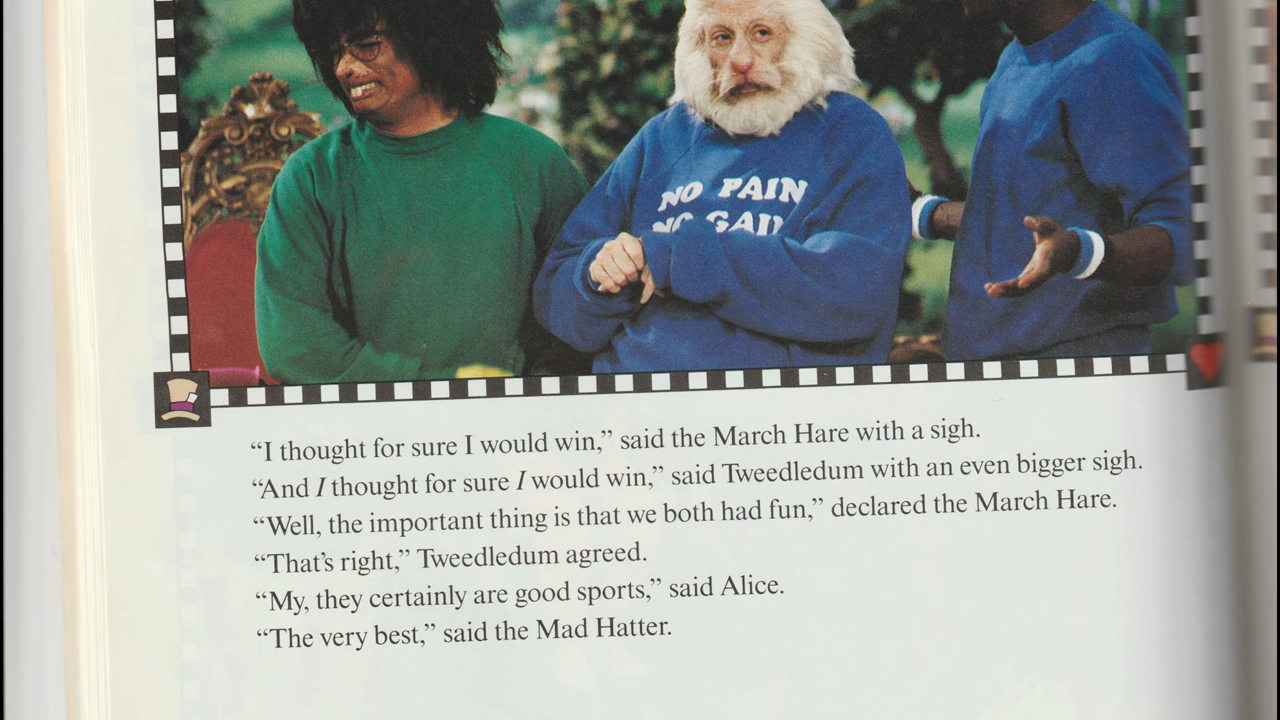 NO PAIN
NO GAIN
“I thought for sure I would win,” said the March Hare with a sigh.
“And I thought for sure I would win,” said Tweedledum with an even bigger sigh.
“Well, the important thing is that we both had fun,” declared the March Hare.
“That’s right,” Tweedledum agreed.
“My, they certainly are good sports,” said Alice.
“The very best,” said the Mad Hatter.